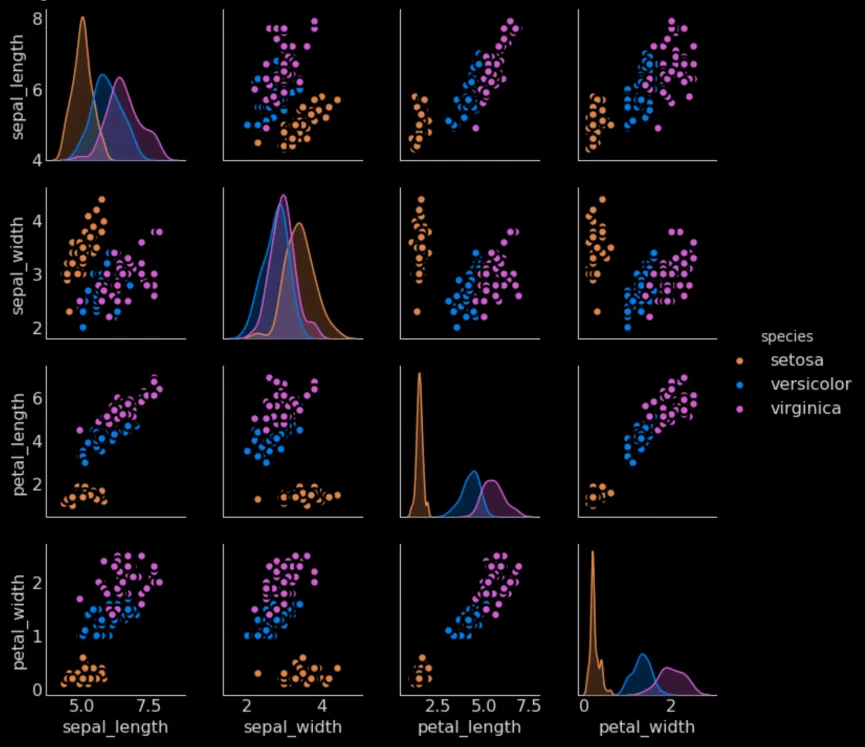 8
6
4
sepal_length
4
3
2
sepal_width
species
setosa
versicolor
virginica
6
4
2
petal_length
2
1
0
petal_width
5.0 7.5 2 4 2.5 5.0 7.5 0 2
sepal_length sepal_width petal_length petal_width